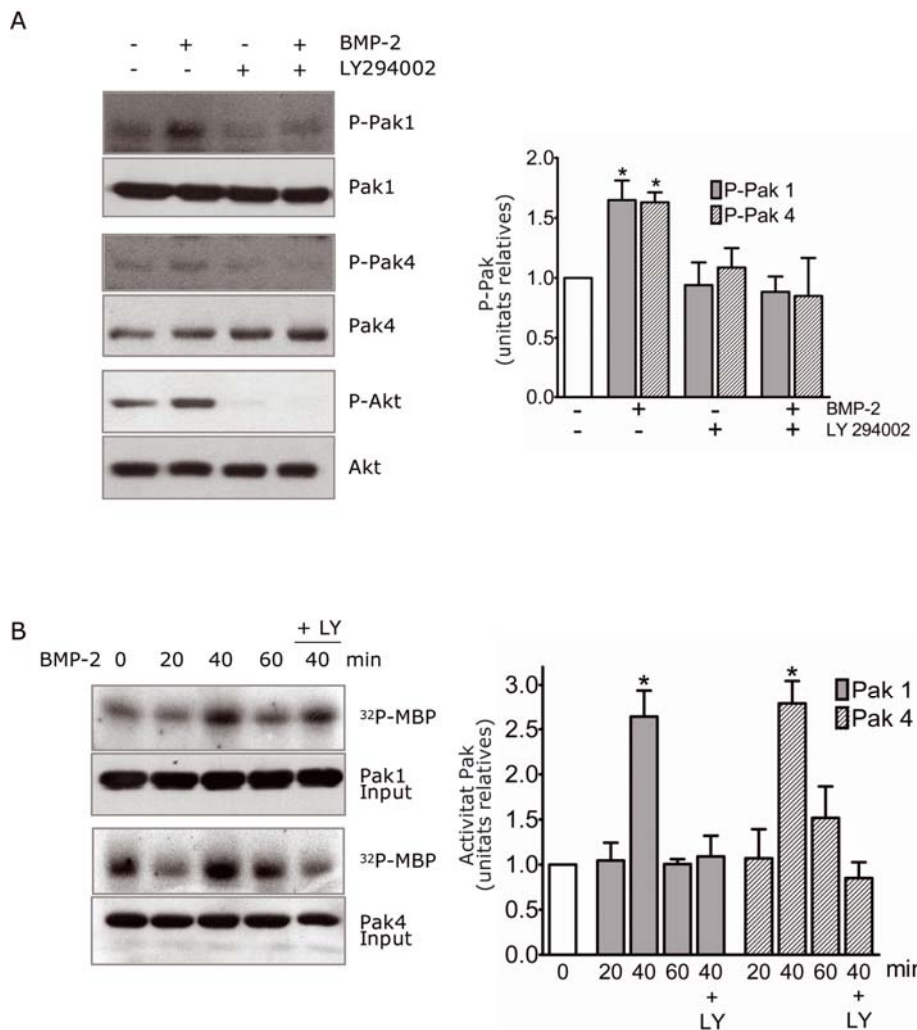 A
- + - + BMP-2
- - + + LY294002
P-Pak1
Pak1
P-Pak4
Pak4
P-Akt
Akt
P-Pak
(unitats relatives)
2.0
1.5
1.0
0.5
0.0
* *
P-Pak 1
P-Pak 4
- + - + BMP-2
- - + + LY 294002
B
+ LY
BMP-2 0 20 40 60 40 min
³²P-MBP
Pak1
Input
³²P-MBP
Pak4
Input
Activitat Pak
(unitats relatives)
3.0
2.5
2.0
1.5
1.0
0.5
0.0
* *
Pak 1
Pak 4
0 20 40 60 40 20 40 60 40 min
+ +
LY LY